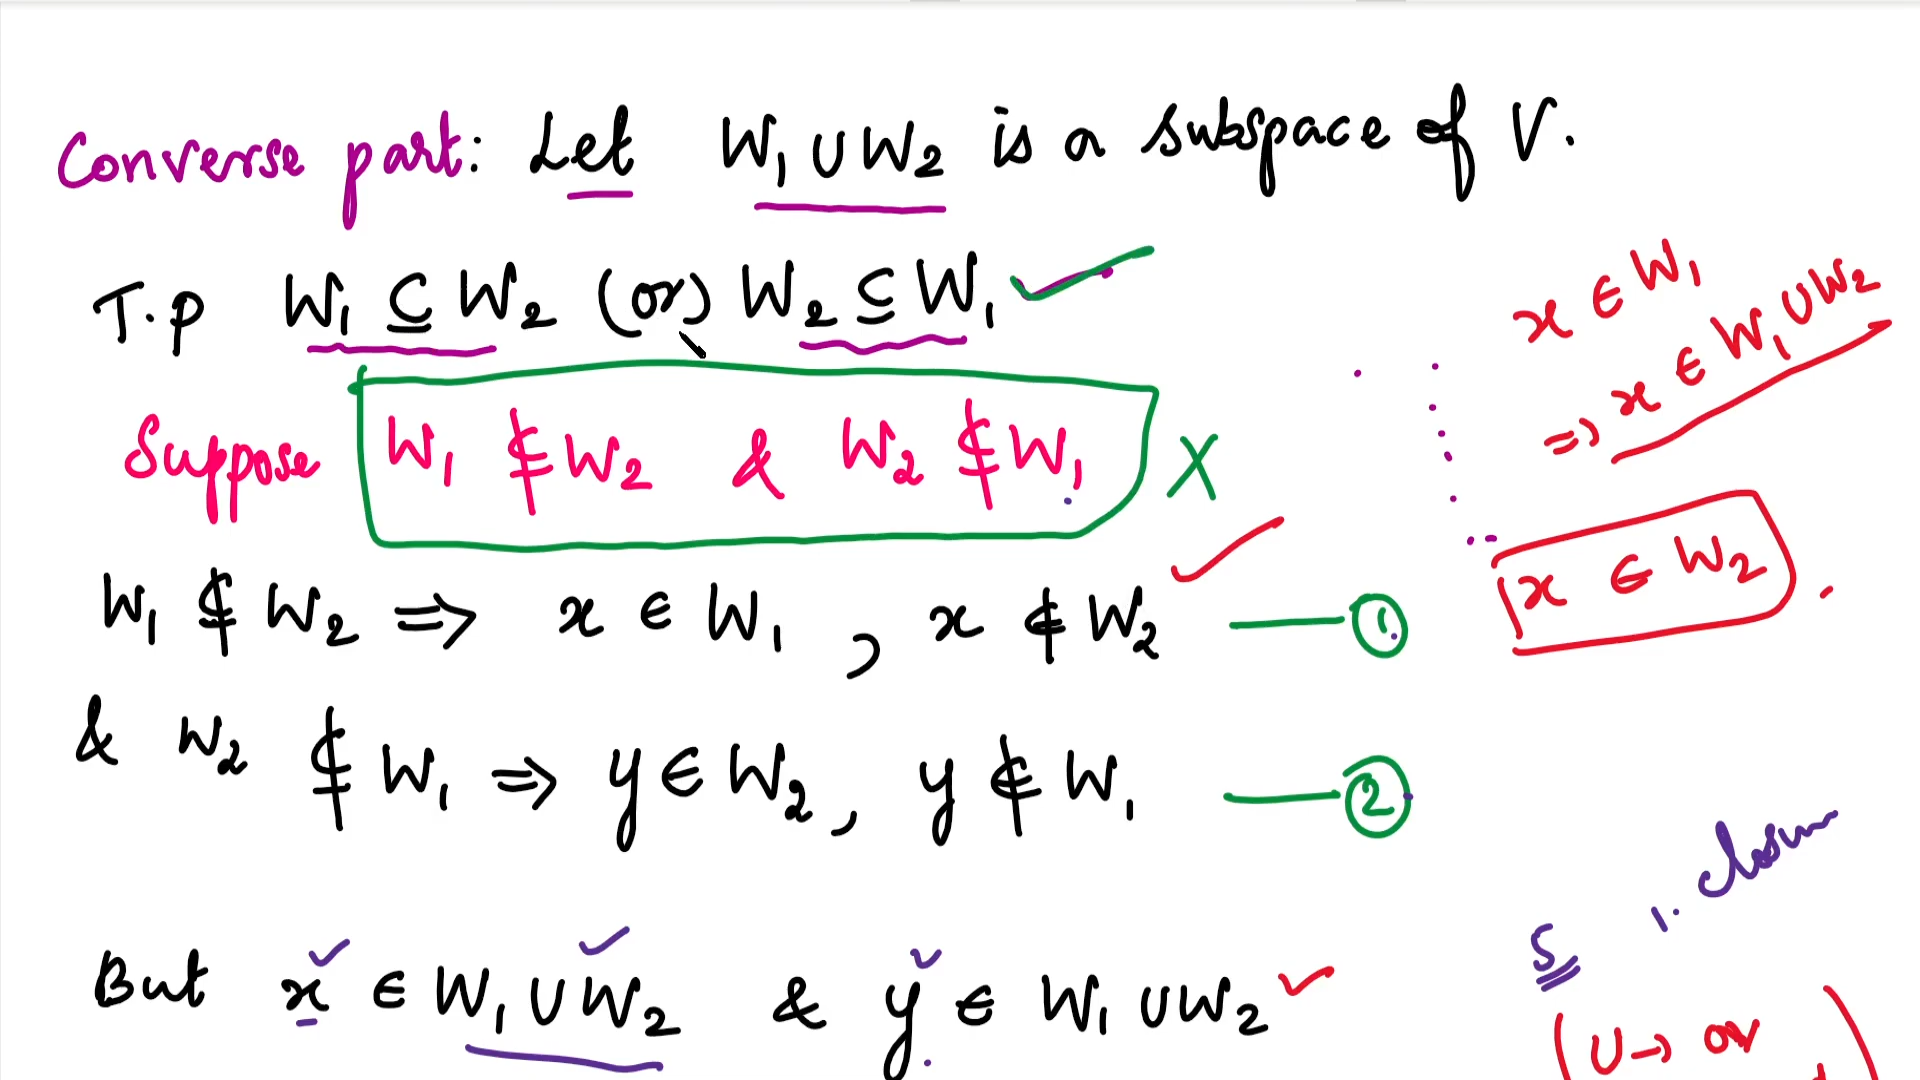 Converse part: Let W₁ ∪ W₂ is a subspace of V.
T.p W₁ ⊆ W₂ (or) W₂ ⊆ W₁ ✓
Suppose W₁ ⊈ W₂ & W₂ ⊈ W₁ X
W₁ ⊈ W₂ ⇒ x ∈ W₁, x ∉ W₂ — ①
& W₂ ⊈ W₁ ⇒ y ∈ W₂, y ∉ W₁ — ②
But x ∈ W₁ ∪ W₂ & y ∈ W₁ ∪ W₂
x ∈ W₁
⇒ x ∈ W₁ ∪ W₂
x ∈ W₂.
1. closure
S
(U → or